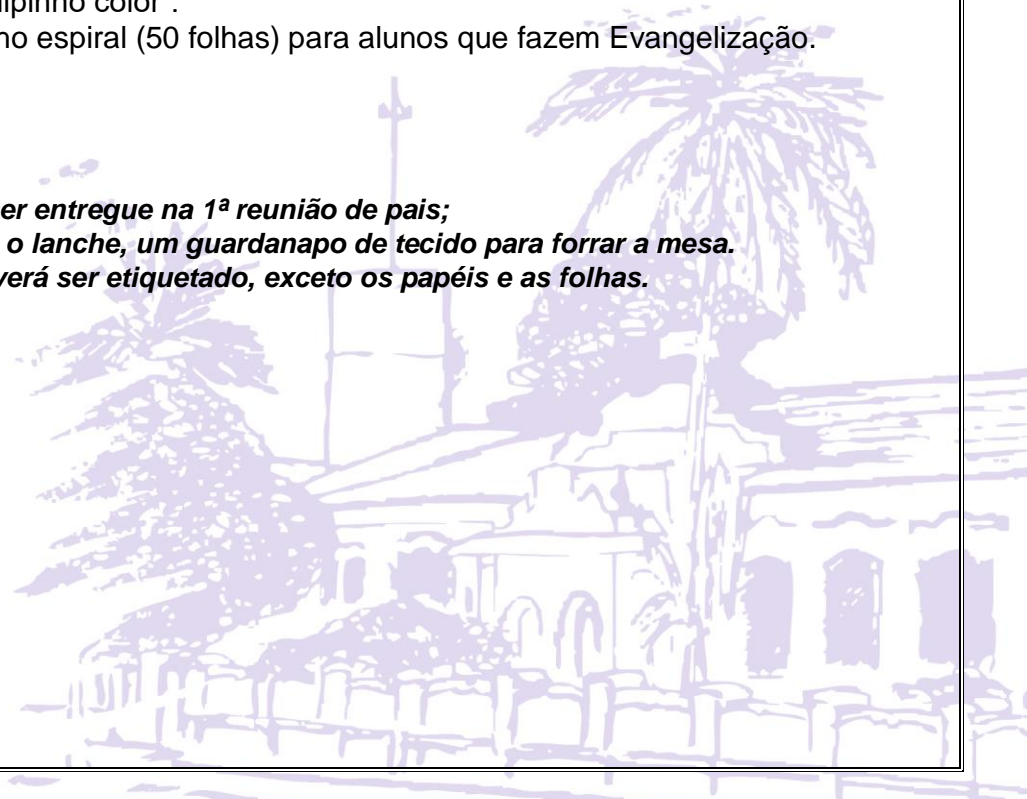 lipinho color".
no espiral (50 folhas) para alunos que fazem Evangelização.
er entregue na 1ª reunião de pais;
o lanche, um guardanapo de tecido para forrar a mesa.
verá ser etiquetado, exceto os papéis e as folhas.